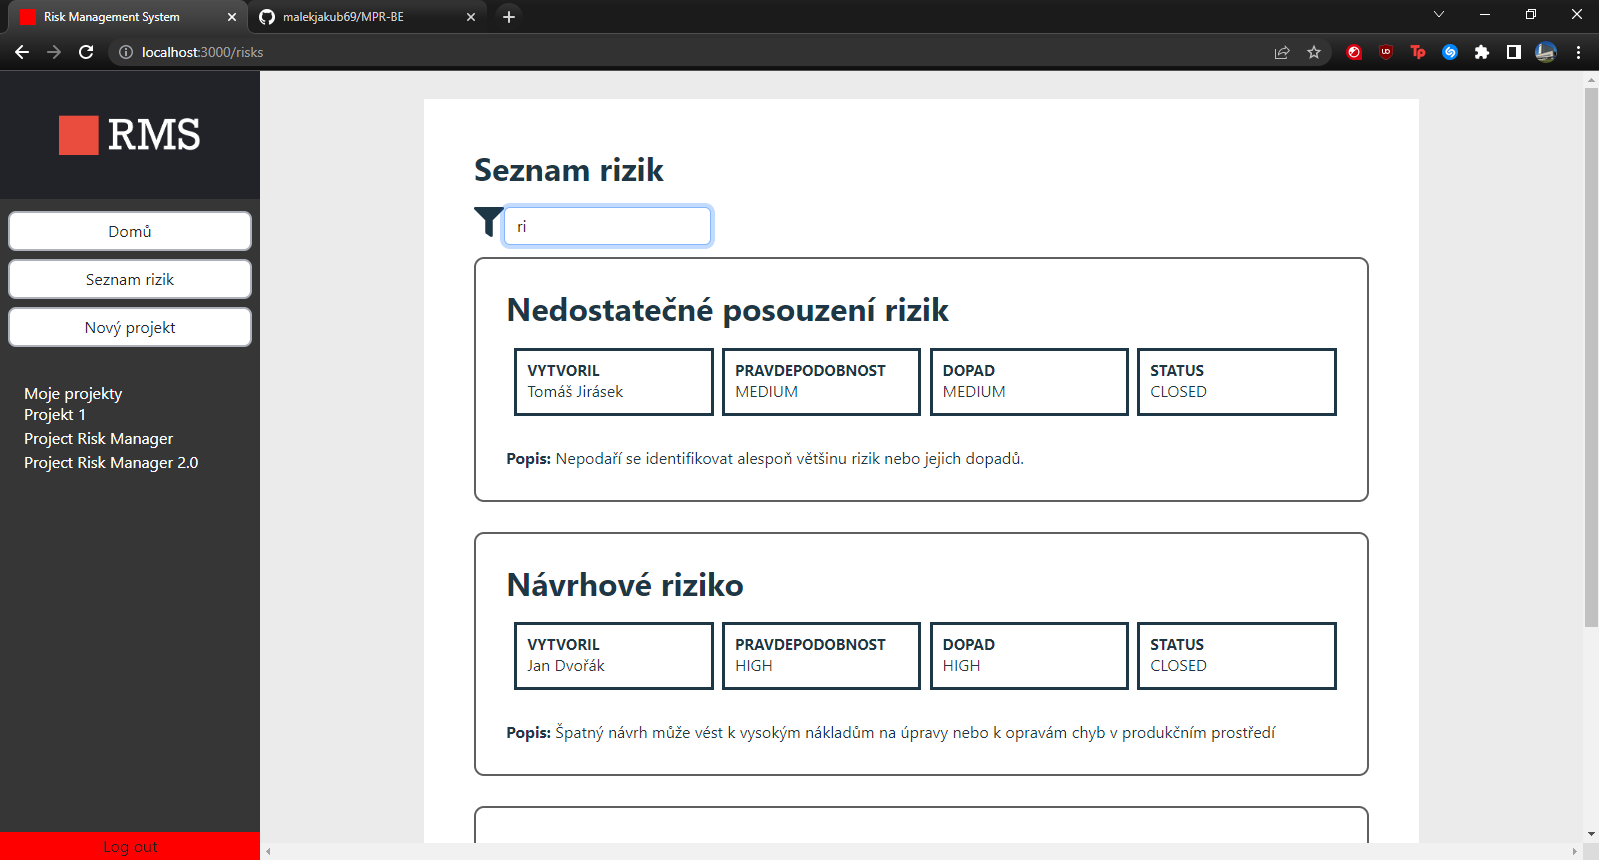 Risk Management System
malekjakub69/MPR-BE
localhost:3000/risks
RMS
Domů
Seznam rizik
Nový projekt
Moje projekty
Projekt 1
Project Risk Manager
Project Risk Manager 2.0
Log out
Seznam rizik
ri
Nedostatečné posouzení rizik
VYTVORIL PRAVDEPODOBNOST DOPAD STATUS
Tomáš Jirásek MEDIUM MEDIUM CLOSED
Popis: Nepodaří se identifikovat alespoň většinu rizik nebo jejich dopadů.
Návrhové riziko
VYTVORIL PRAVDEPODOBNOST DOPAD STATUS
Jan Dvořák HIGH HIGH CLOSED
Popis: Špatný návrh může vést k vysokým nákladům na úpravy nebo k opravám chyb v produkčním prostředí